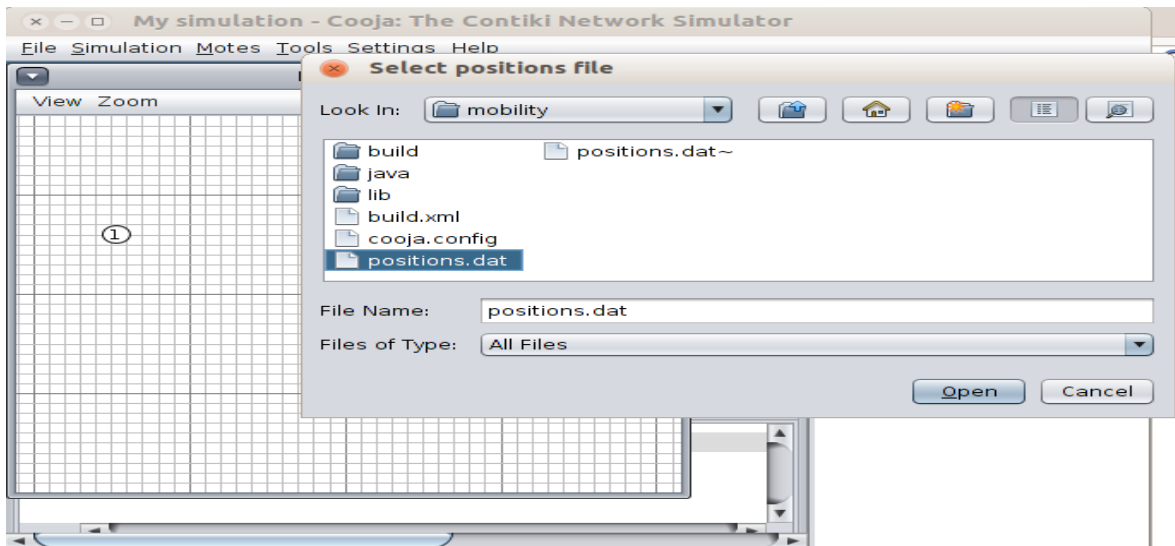 My simulation - Cooja: The Contiki Network Simulator
File Simulation Motes Tools Settings Help
Select positions file
View Zoom
Look In: mobility
build
java
lib
build.xml
cooja.config
positions.dat
positions.dat~
1
File Name: positions.dat
Files of Type: All Files
Open Cancel